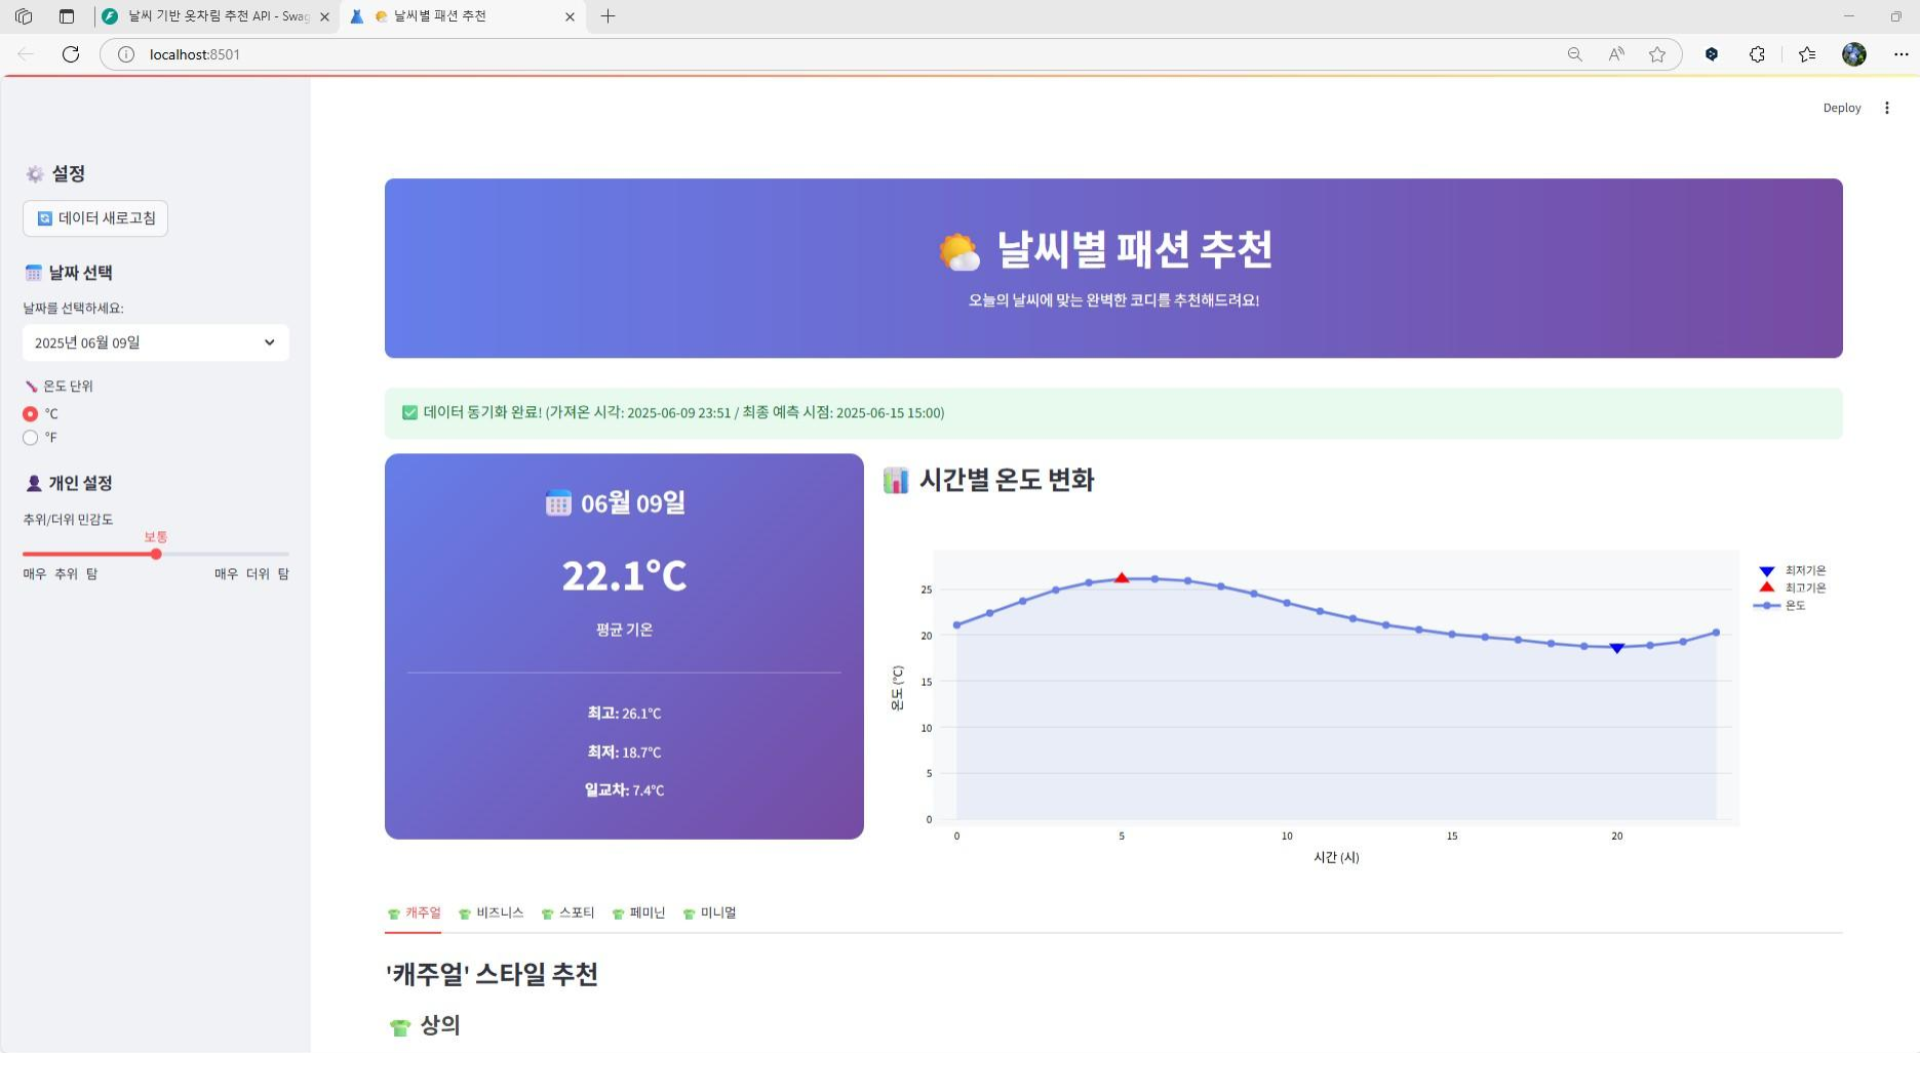 날씨 기반 옷차림 추천 API - Swag
날씨별 패션 추천
localhost:8501
Deploy
설정
데이터 새로고침
날짜 선택
날짜를 선택하세요:
2025년 06월 09일
온도 단위
°C
°F
개인 설정
추위/더위 민감도
보통
매우 추위 탐
매우 더위 탐
날씨별 패션 추천
오늘의 날씨에 맞는 완벽한 코디를 추천해드려요!
데이터 동기화 완료! (가져온 시각: 2025-06-09 23:51 / 최종 예측 시점: 2025-06-15 15:00)
06월 09일
22.1°C
평균 기온
최고: 26.1°C
최저: 18.7°C
일교차: 7.4°C
시간별 온도 변화
최저기온
최고기온
온도
25
20
15
10
5
0
온도 (°C)
0 5 10 15 20
시간 (시)
캐주얼 비즈니스 스포티 페미닌 미니멀
'캐주얼' 스타일 추천
상의